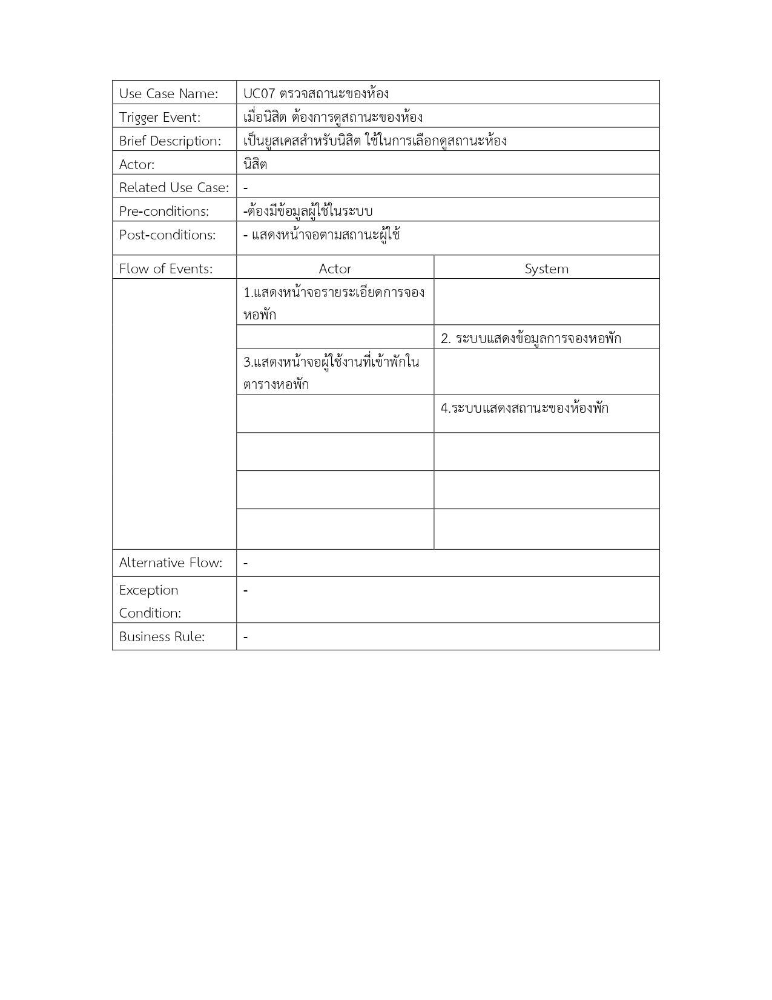 Use Case Name: UC07 ตรวจสถานะของห้อง
Trigger Event: เมื่อนิสิต ต้องการดูสถานะของห้อง
Brief Description: เป็นยูสเคสสำหรับนิสิต ใช้ในการเลือกดูสถานะห้อง
Actor: นิสิต
Related Use Case: -
Pre-conditions: -ต้องมีข้อมูลผู้ใช้ในระบบ
Post-conditions: - แสดงหน้าจอตามสถานะผู้ใช้
Flow of Events: Actor System
1.แสดงหน้าจอรายระเอียดการจอง
หอพัก
2. ระบบแสดงข้อมูลการจองหอพัก
3.แสดงหน้าจอผู้ใช้งานที่เข้าพักใน
ตารางหอพัก
4.ระบบแสดงสถานะของห้องพัก
Alternative Flow: -
Exception -
Condition:
Business Rule: -